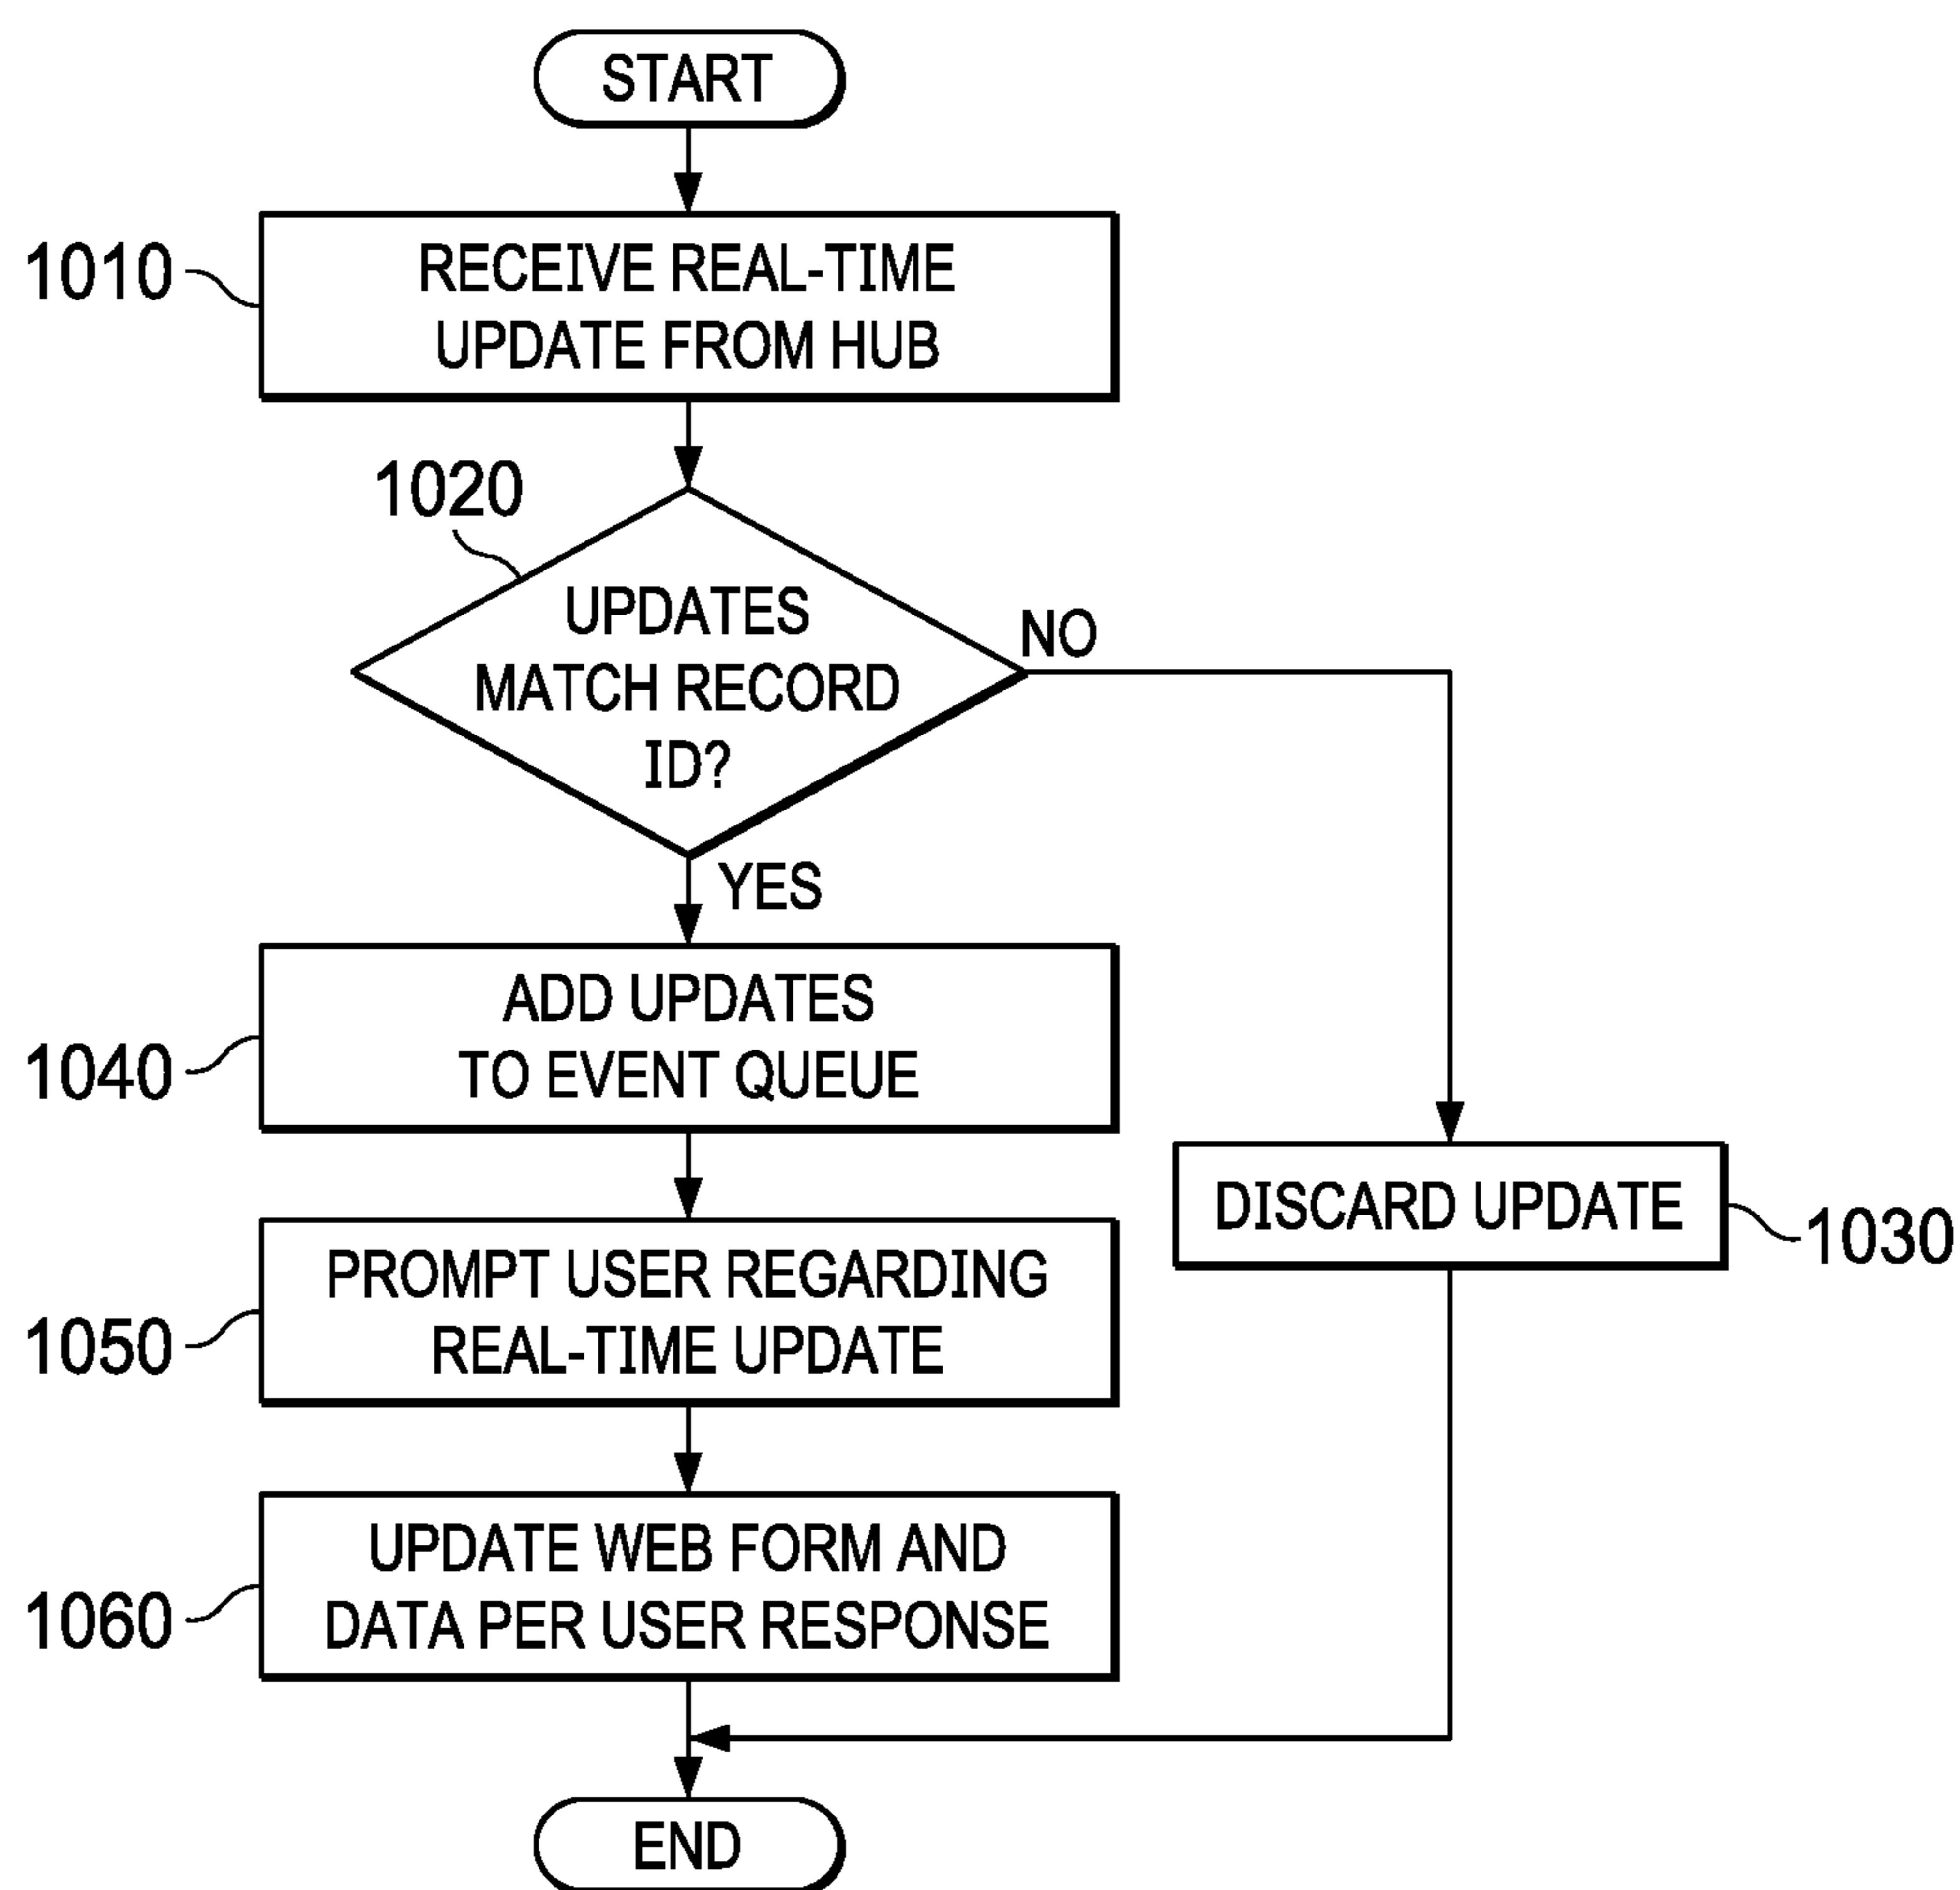 START
1010
RECEIVE REAL-TIME
UPDATE FROM HUB
1020
UPDATES
MATCH RECORD
ID?
NO
YES
1040
ADD UPDATES
TO EVENT QUEUE
DISCARD UPDATE
1030
1050
PROMPT USER REGARDING
REAL-TIME UPDATE
1060
UPDATE WEB FORM AND
DATA PER USER RESPONSE
END